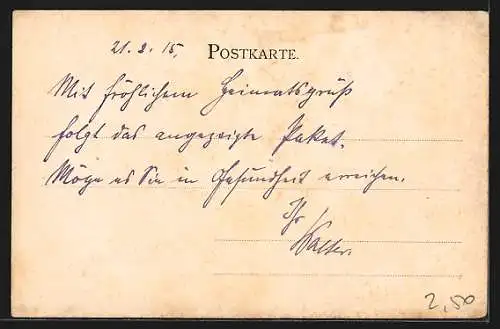 21.2.15. POSTKARTE.
Mit fröhlichem Heimatsgruß
folgt das angezeigte Paket.
Möge es Sie in Gesundheit erreichen.
Ihr
Walter.
2,50